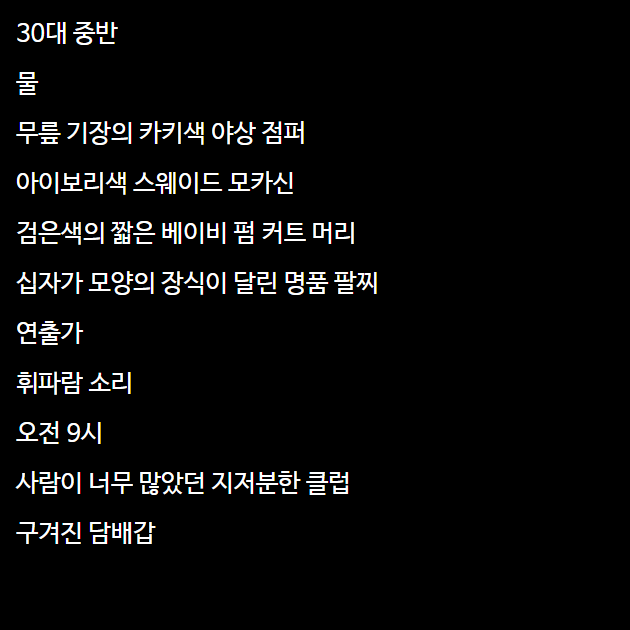 30대 중반
물
무릎 기장의 카키색 야상 점퍼
아이보리색 스웨이드 모카신
검은색의 짧은 베이비 펌 커트 머리
십자가 모양의 장식이 달린 명품 팔찌
연출가
휘파람 소리
오전 9시
사람이 너무 많았던 지저분한 클럽
구겨진 담배갑